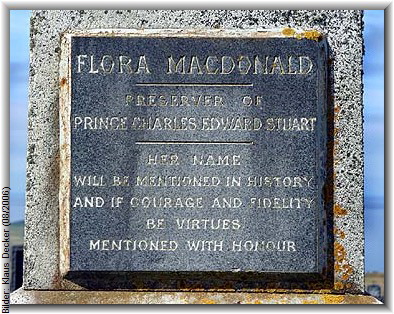 FLORA MACDONALD
PRESERVER OF
PRINCE CHARLES EDWARD STUART
HER NAME
WILL BE MENTIONED IN HISTORY
AND IF COURAGE AND FIDELITY
BE VIRTUES
MENTIONED WITH HONOUR
Bilder: Klaus Decker (08/2006)